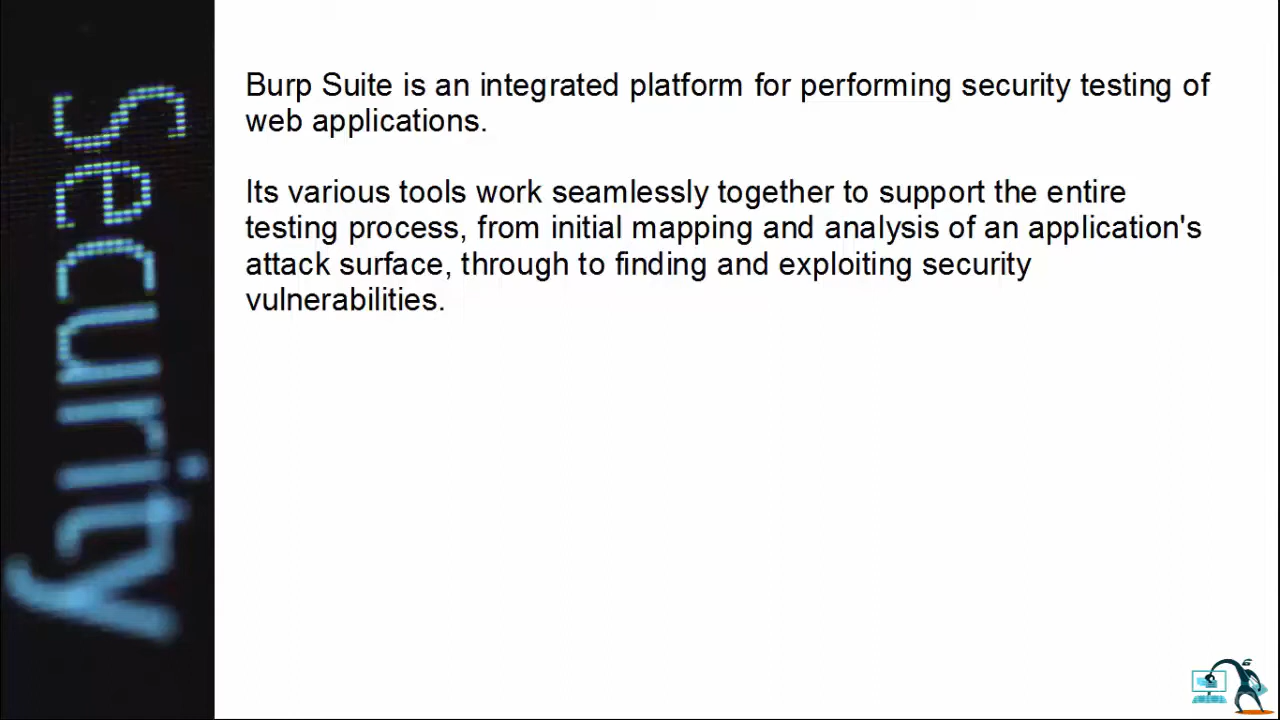 Security
Burp Suite is an integrated platform for performing security testing of
web applications.
Its various tools work seamlessly together to support the entire
testing process, from initial mapping and analysis of an application's
attack surface, through to finding and exploiting security
vulnerabilities.